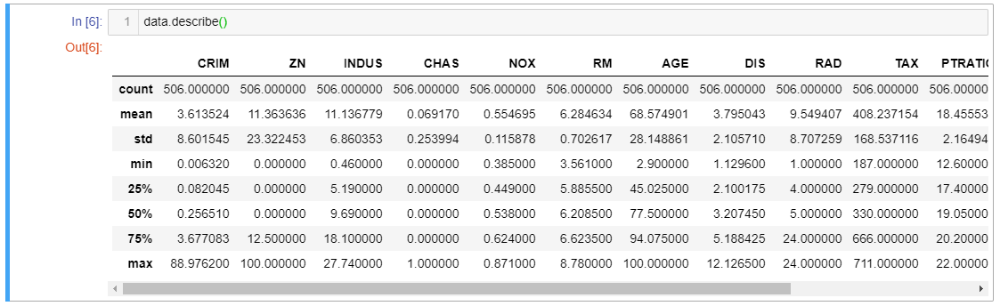 In [6]: 1 data.describe()
Out[6]:
CRIM ZN INDUS CHAS NOX RM AGE DIS RAD TAX PTRATIO
count 506.000000 506.000000 506.000000 506.000000 506.000000 506.000000 506.000000 506.000000 506.000000 506.000000 506.00000
mean 3.613524 11.363636 11.136779 0.069170 0.554695 6.284634 68.574901 3.795043 9.549407 408.237154 18.45553
std 8.601545 23.322453 6.860353 0.253994 0.115878 0.702617 28.148861 2.105710 8.707259 168.537116 2.16494
min 0.006320 0.000000 0.460000 0.000000 0.385000 3.561000 2.900000 1.129600 1.000000 187.000000 12.60000
25% 0.082045 0.000000 5.190000 0.000000 0.449000 5.885500 45.025000 2.100175 4.000000 279.000000 17.40000
50% 0.256510 0.000000 9.690000 0.000000 0.538000 6.208500 77.500000 3.207450 5.000000 330.000000 19.05000
75% 3.677083 12.500000 18.100000 0.000000 0.624000 6.623500 94.075000 5.188425 24.000000 666.000000 20.20000
max 88.976200 100.000000 27.740000 1.000000 0.871000 8.780000 100.000000 12.126500 24.000000 711.000000 22.00000